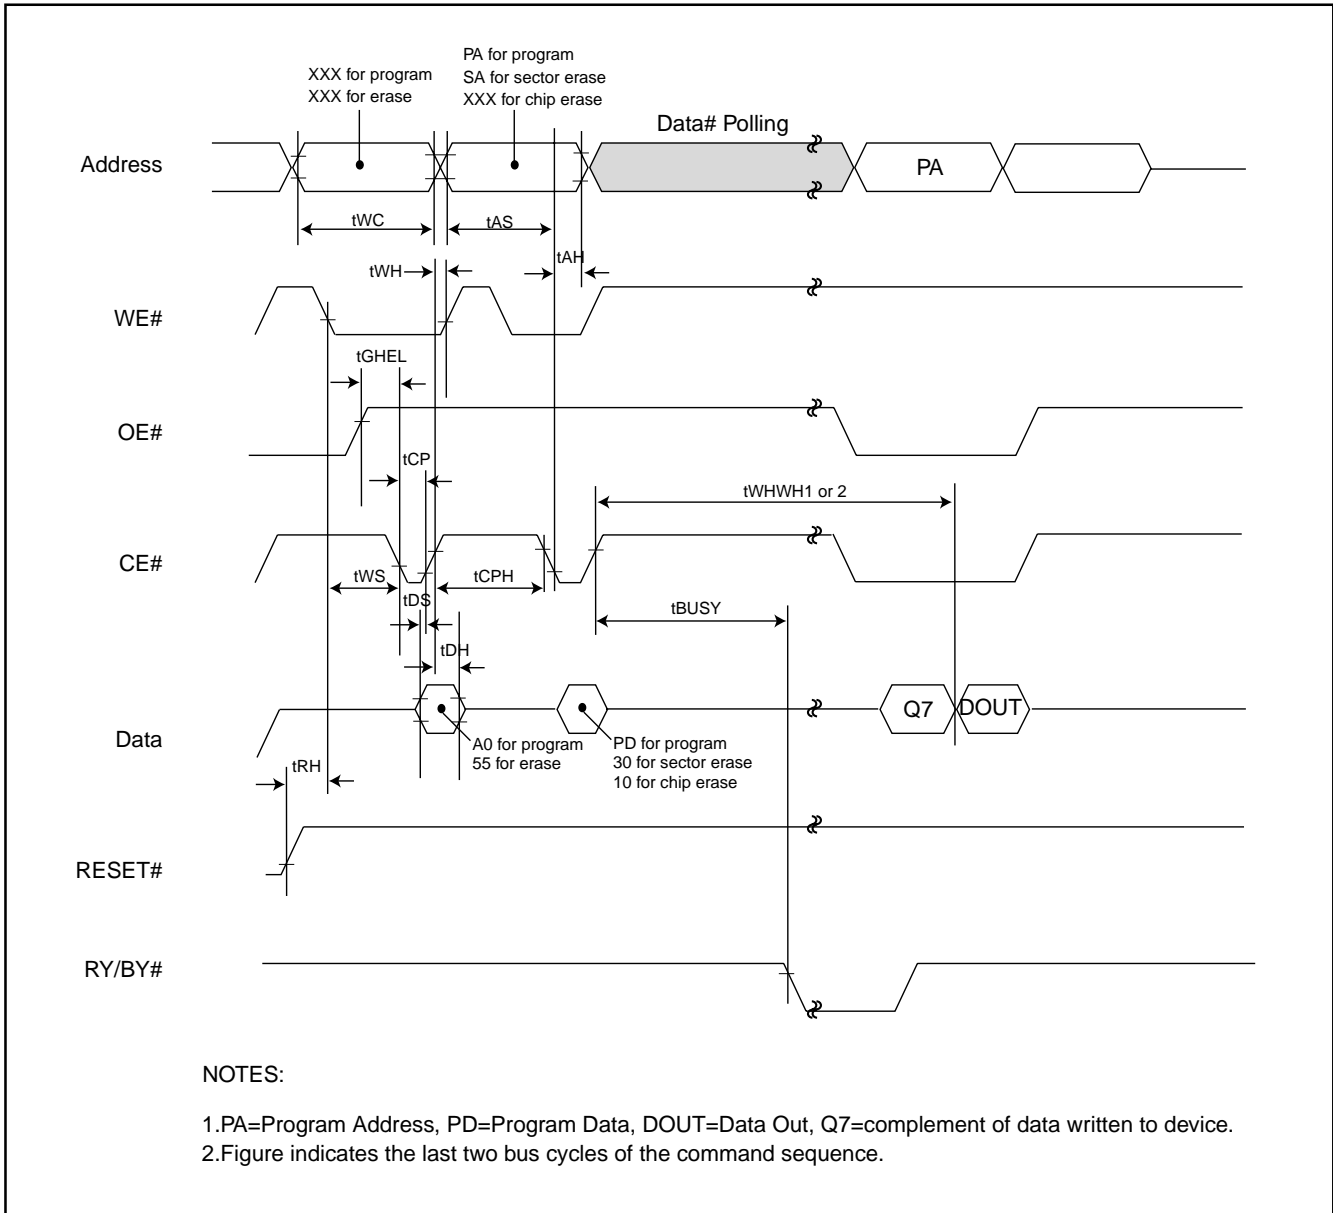 XXX for program
XXX for erase
PA for program
SA for sector erase
XXX for chip erase
Data# Polling
Address
PA
tWC
tAS
tAH
tWH
WE#
tGHEL
OE#
tCP
tWHWH1 or 2
CE#
tWS
tCPH
tDS
tBUSY
tDH
Q7
DOUT
Data
A0 for program
55 for erase
PD for program
30 for sector erase
10 for chip erase
tRH
RESET#
RY/BY#
NOTES:
1.PA=Program Address, PD=Program Data, DOUT=Data Out, Q7=complement of data written to device.
2.Figure indicates the last two bus cycles of the command sequence.